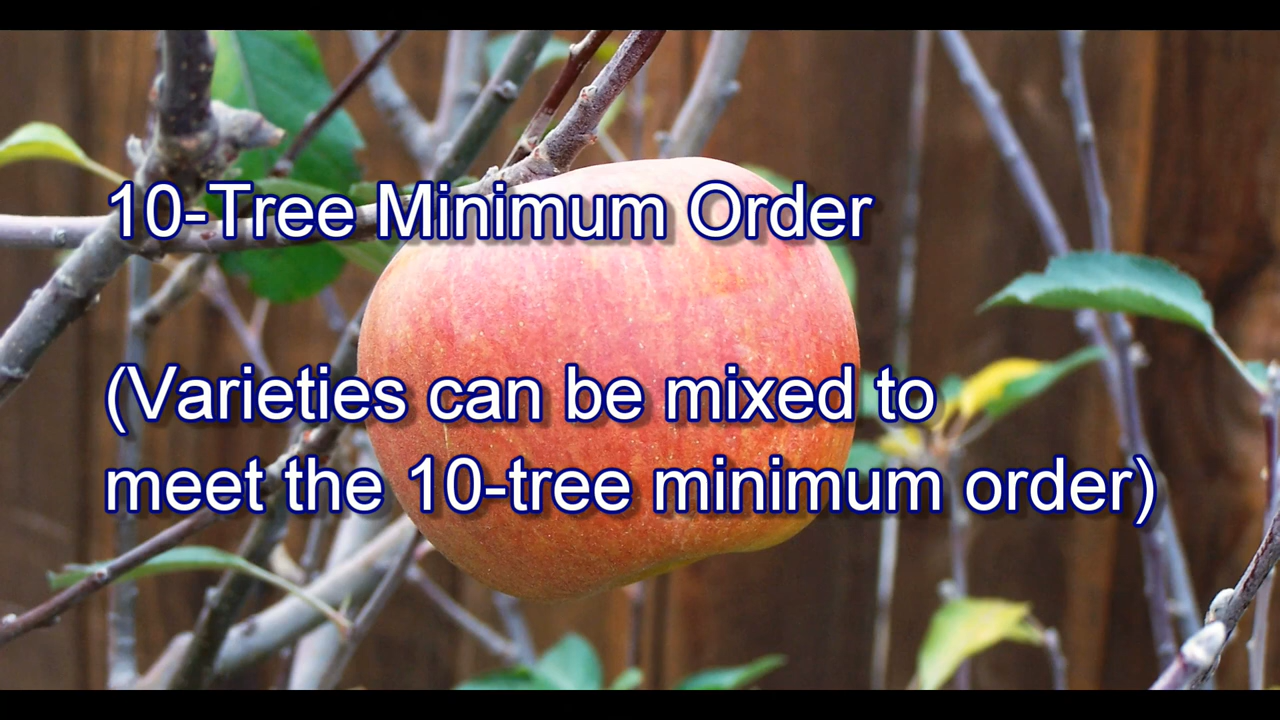 10-Tree Minimum Order
(Varieties can be mixed to
meet the 10-tree minimum order)